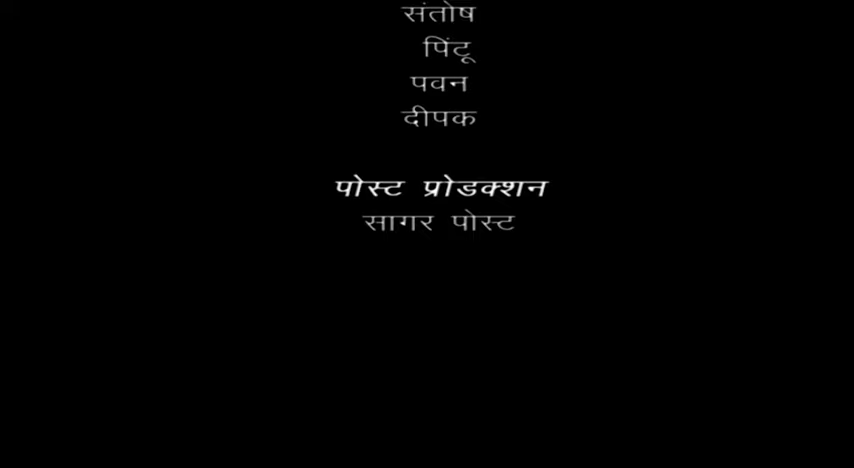 संतोष
पिंटू
पवन
दीपक
पोस्ट प्रोडक्शन
सागर पोस्ट